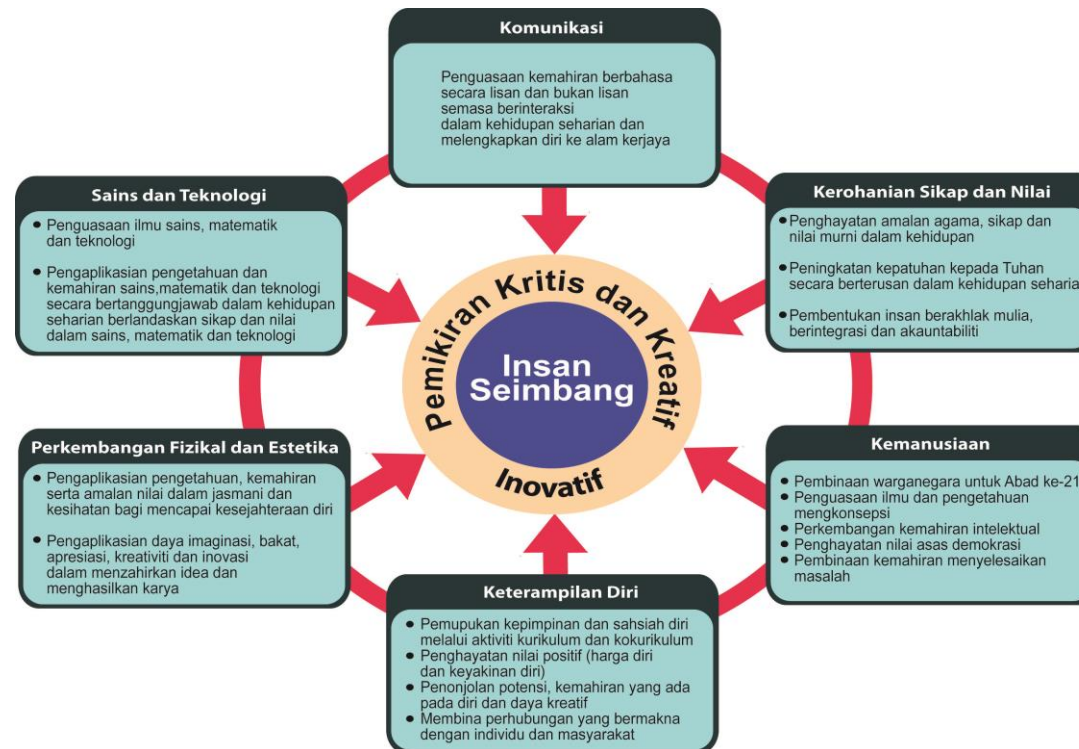 Komunikasi
Penguasaan kemahiran berbahasa
secara lisan dan bukan lisan
semasa berinteraksi
dalam kehidupan seharian dan
melengkapkan diri ke alam kerjaya
Sains dan Teknologi
• Penguasaan ilmu sains, matematik
dan teknologi
• Pengaplikasian pengetahuan dan
kemahiran sains,matematik dan teknologi
secara bertanggungjawab dalam kehidupan
seharian berlandaskan sikap dan nilai
dalam sains, matematik dan teknologi
Kerohanian Sikap dan Nilai
• Penghayatan amalan agama, sikap dan
nilai murni dalam kehidupan
• Peningkatan kepatuhan kepada Tuhan
secara berterusan dalam kehidupan seharia
• Pembentukan insan berakhlak mulia,
berintegrasi dan akauntabiliti
Pemikiran Kritis dan Kreatif
Insan
Seimbang
Inovatif
Perkembangan Fizikal dan Estetika
• Pengaplikasian pengetahuan, kemahiran
serta amalan nilai dalam jasmani dan
kesihatan bagi mencapai kesejahteraan diri
• Pengaplikasian daya imaginasi, bakat,
apresiasi, kreativiti dan inovasi
dalam menzahirkan idea dan
menghasilkan karya
Kemanusiaan
• Pembinaan warganegara untuk Abad ke-21
• Penguasaan ilmu dan pengetahuan
mengkonsepsi
• Perkembangan kemahiran intelektual
• Penghayatan nilai asas demokrasi
• Pembinaan kemahiran menyelesaikan
masalah
Keterampilan Diri
• Pemupukan kepimpinan dan sahsiah diri
melalui aktiviti kurikulum dan kokurikulum
• Penghayatan nilai positif (harga diri
dan keyakinan diri)
• Penonjolan potensi, kemahiran yang ada
pada diri dan daya kreatif
• Membina perhubungan yang bermakna
dengan individu dan masyarakat